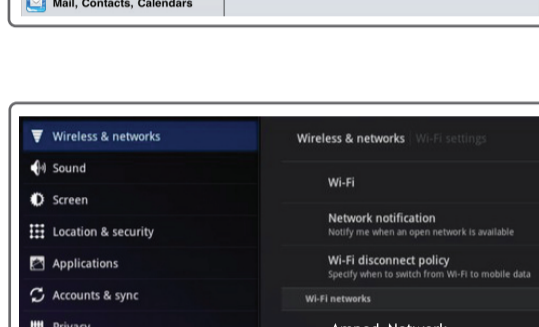 Mail, Contacts, Calendars
Wireless & networks
Sound
Screen
Location & security
Applications
Accounts & sync
Privacy
Wireless & networks Wi-Fi settings
Wi-Fi
Network notification
Notify me when an open network is available
Wi-Fi disconnect policy
Specify when to switch from Wi-Fi to mobile data
Wi-Fi networks
Amped_Network